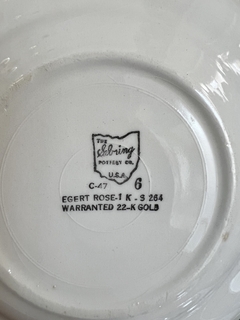 THE
Sebring
POTTERY CO.
U.S.A.
C-47 6
EGERT ROSE-1 K - S 264
WARRANTED 22-K GOLD